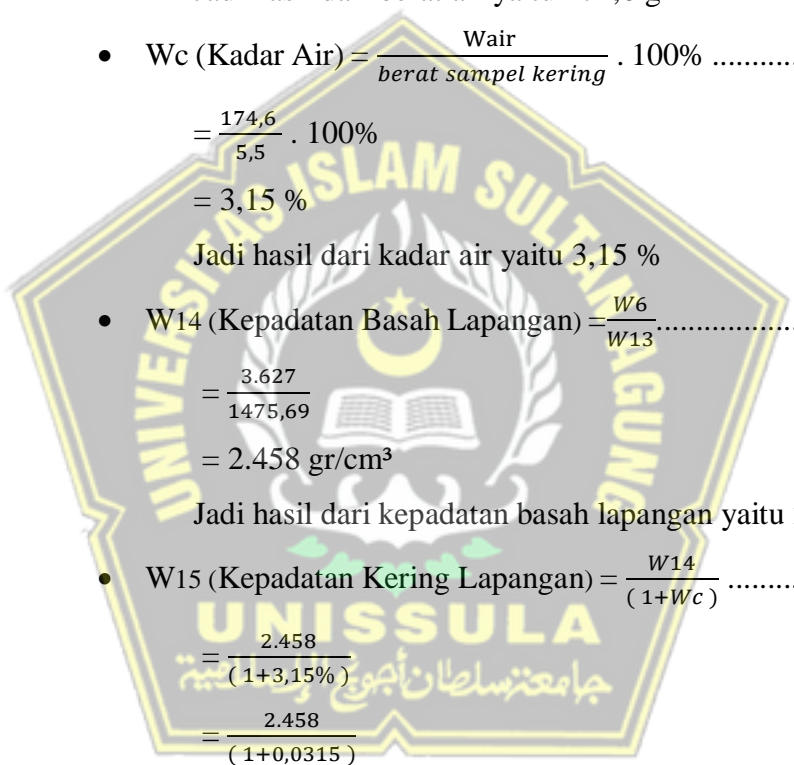 • Wc (Kadar Air) = Wair / berat sampel kering . 100% ...........
= 174,6 / 5,5 . 100%
= 3,15 %
Jadi hasil dari kadar air yaitu 3,15 %
• W14 (Kepadatan Basah Lapangan) = W6 / W13 ...................
= 3.627 / 1475,69
= 2.458 gr/cm³
Jadi hasil dari kepadatan basah lapangan yaitu
• W15 (Kepadatan Kering Lapangan) = W14 / ( 1+Wc ) .........
= 2.458 / ( 1+3,15% )
= 2.458 / ( 1+0,0315 )
UNIVERSITAS ISLAM SULTAN AGUNG
UNISSULA
جامعة سلطان أجونج الإسلامية